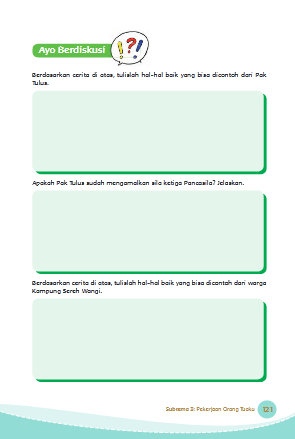 Ayo Berdiskusi
Berdasarkan cerita di atas, tulislah hal-hal baik yang bisa dicontoh dari Pak
Tulus.
Apakah Pak Tulus sudah mengamalkan sila ketiga Pancasila? Jelaskan.
Berdasarkan cerita di atas, tulislah hal-hal baik yang bisa dicontoh dari warga
Kampung Sereh Wangi.
Subtema 3: Pekerjaan Orang Tuaku
121